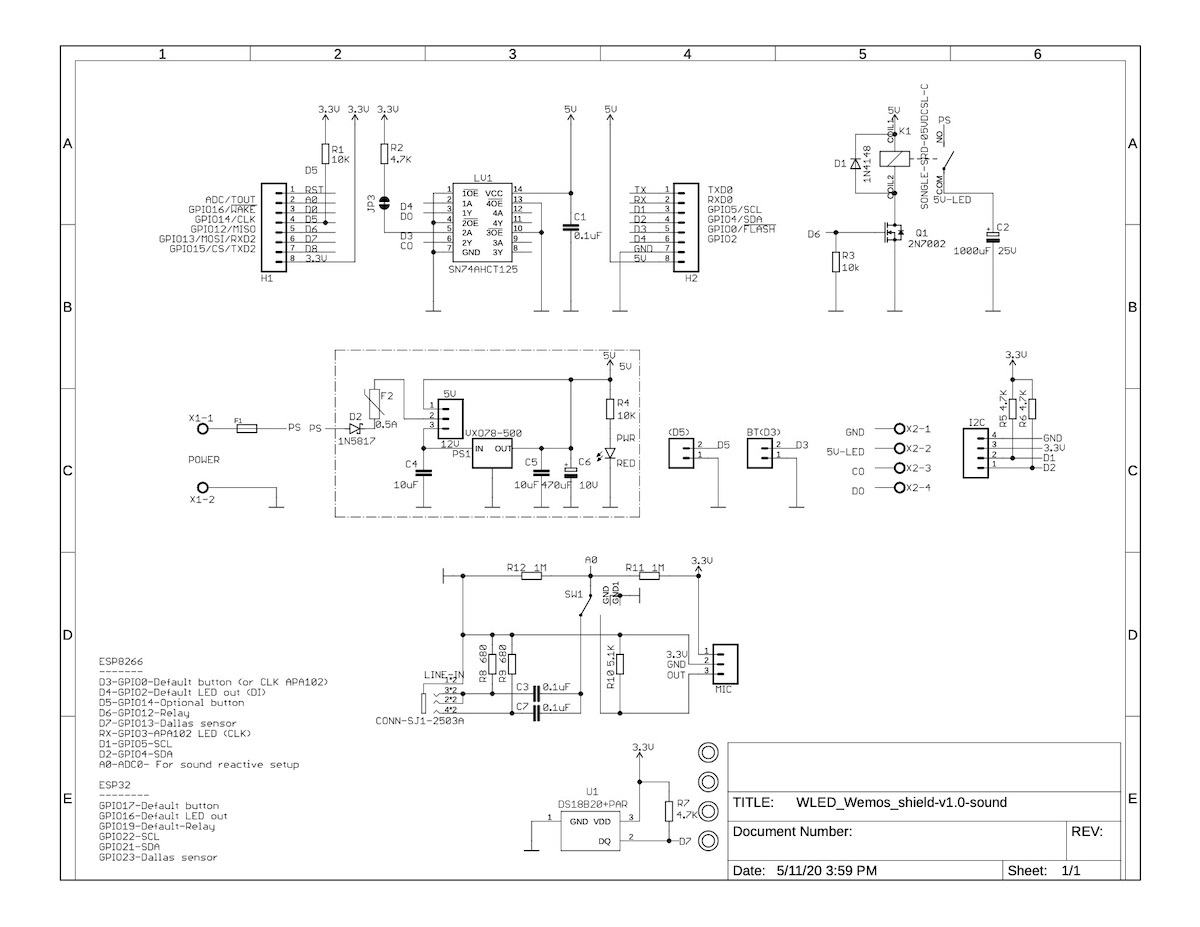 1 2 3 4 5 6
A A
B B
C C
D D
E E
3.3V 3.3V 3.3V
R1
10K
D5
R2
4.7K
JP3
ADC/TOUT
GPIO16/WAKE
GPIO14/CLK
GPIO12/MISO
GPIO13/MOSI/RXD2
GPIO15/CS/TXD2
1 RST
2 A0
3 D0
4 D5
5 D6
6 D7
7 D8
8 3.3V
H1
LV1
D4
DO
D3
CO
1 1OE VCC 14
2 1A 4OE 13
3 1Y 4A 12
4 2OE 4Y 11
5 2A 3OE 10
6 2Y 3A 9
7 GND 3Y 8
SN74AHCT125
5V
C1
0.1uF
5V
TX 1 TXD0
RX 2 RXD0
D1 3 GPIO5/SCL
D2 4 GPIO4/SDA
D3 5 GPIO0/FLASH
D4 6 GPIO2
GND 7
5V 8
H2
5V
COIL1
K1
COIL2
D1
1N4148
SONGLE-SRD-05VDCSL-C
PS
NO
COM
5V-LED
D6
Q1
2N7002
R3
10k
C2
1000uF 25V
X1-1
F1
PS
POWER
X1-2
PS
D2
1N5817
F2
0.5A
5V
1
2
3
12V
VXO78-500
PS1
IN OUT
C4
10uF
C5
10uF
C6
470uF 10V
5V
5V
R4
10K
PWR
RED
(D5)
2 D5
1
BT(D3)
2 D3
1
GND X2-1
5V-LED X2-2
CO X2-3
DO X2-4
3.3V
R5 4.7K
R6 4.7K
I2C
4 GND
3 3.3V
2 D1
1 D2
R12 1M
A0
R11 1M
3.3V
SW1
GND
GND1
LINE-IN
1*2
3*2
2*2
4*2
CONN-SJ1-2503A
R8 680
R9 680
C3 0.1uF
C7 0.1uF
R10 5.1K
3.3V 1
GND 2
OUT 3
MIC
ESP8266
-------
D3-GPIO0-Default button (or CLK APA102)
D4-GPIO2-Default LED out (DI)
D5-GPIO14-Optional button
D6-GPIO12-Relay
D7-GPIO13-Dallas sensor
RX-GPIO3-APA102 LED (CLK)
D1-GPIO5-SCL
D2-GPIO4-SDA
A0-ADC0- For sound reactive setup
ESP32
--------
GPIO17-Default button
GPIO16-Default LED out
GPIO19-Default-Relay
GPIO22-SCL
GPIO21-SDA
GPIO23-Dallas sensor
3.3V
U1
DS18B20+PAR
1 GND VDD 3
DQ 2
R7
4.7K
D7
TITLE: WLED_Wemos_shield-v1.0-sound
Document Number:
REV:
Date: 5/11/20 3:59 PM
Sheet: 1/1
1 2 3 4 5 6